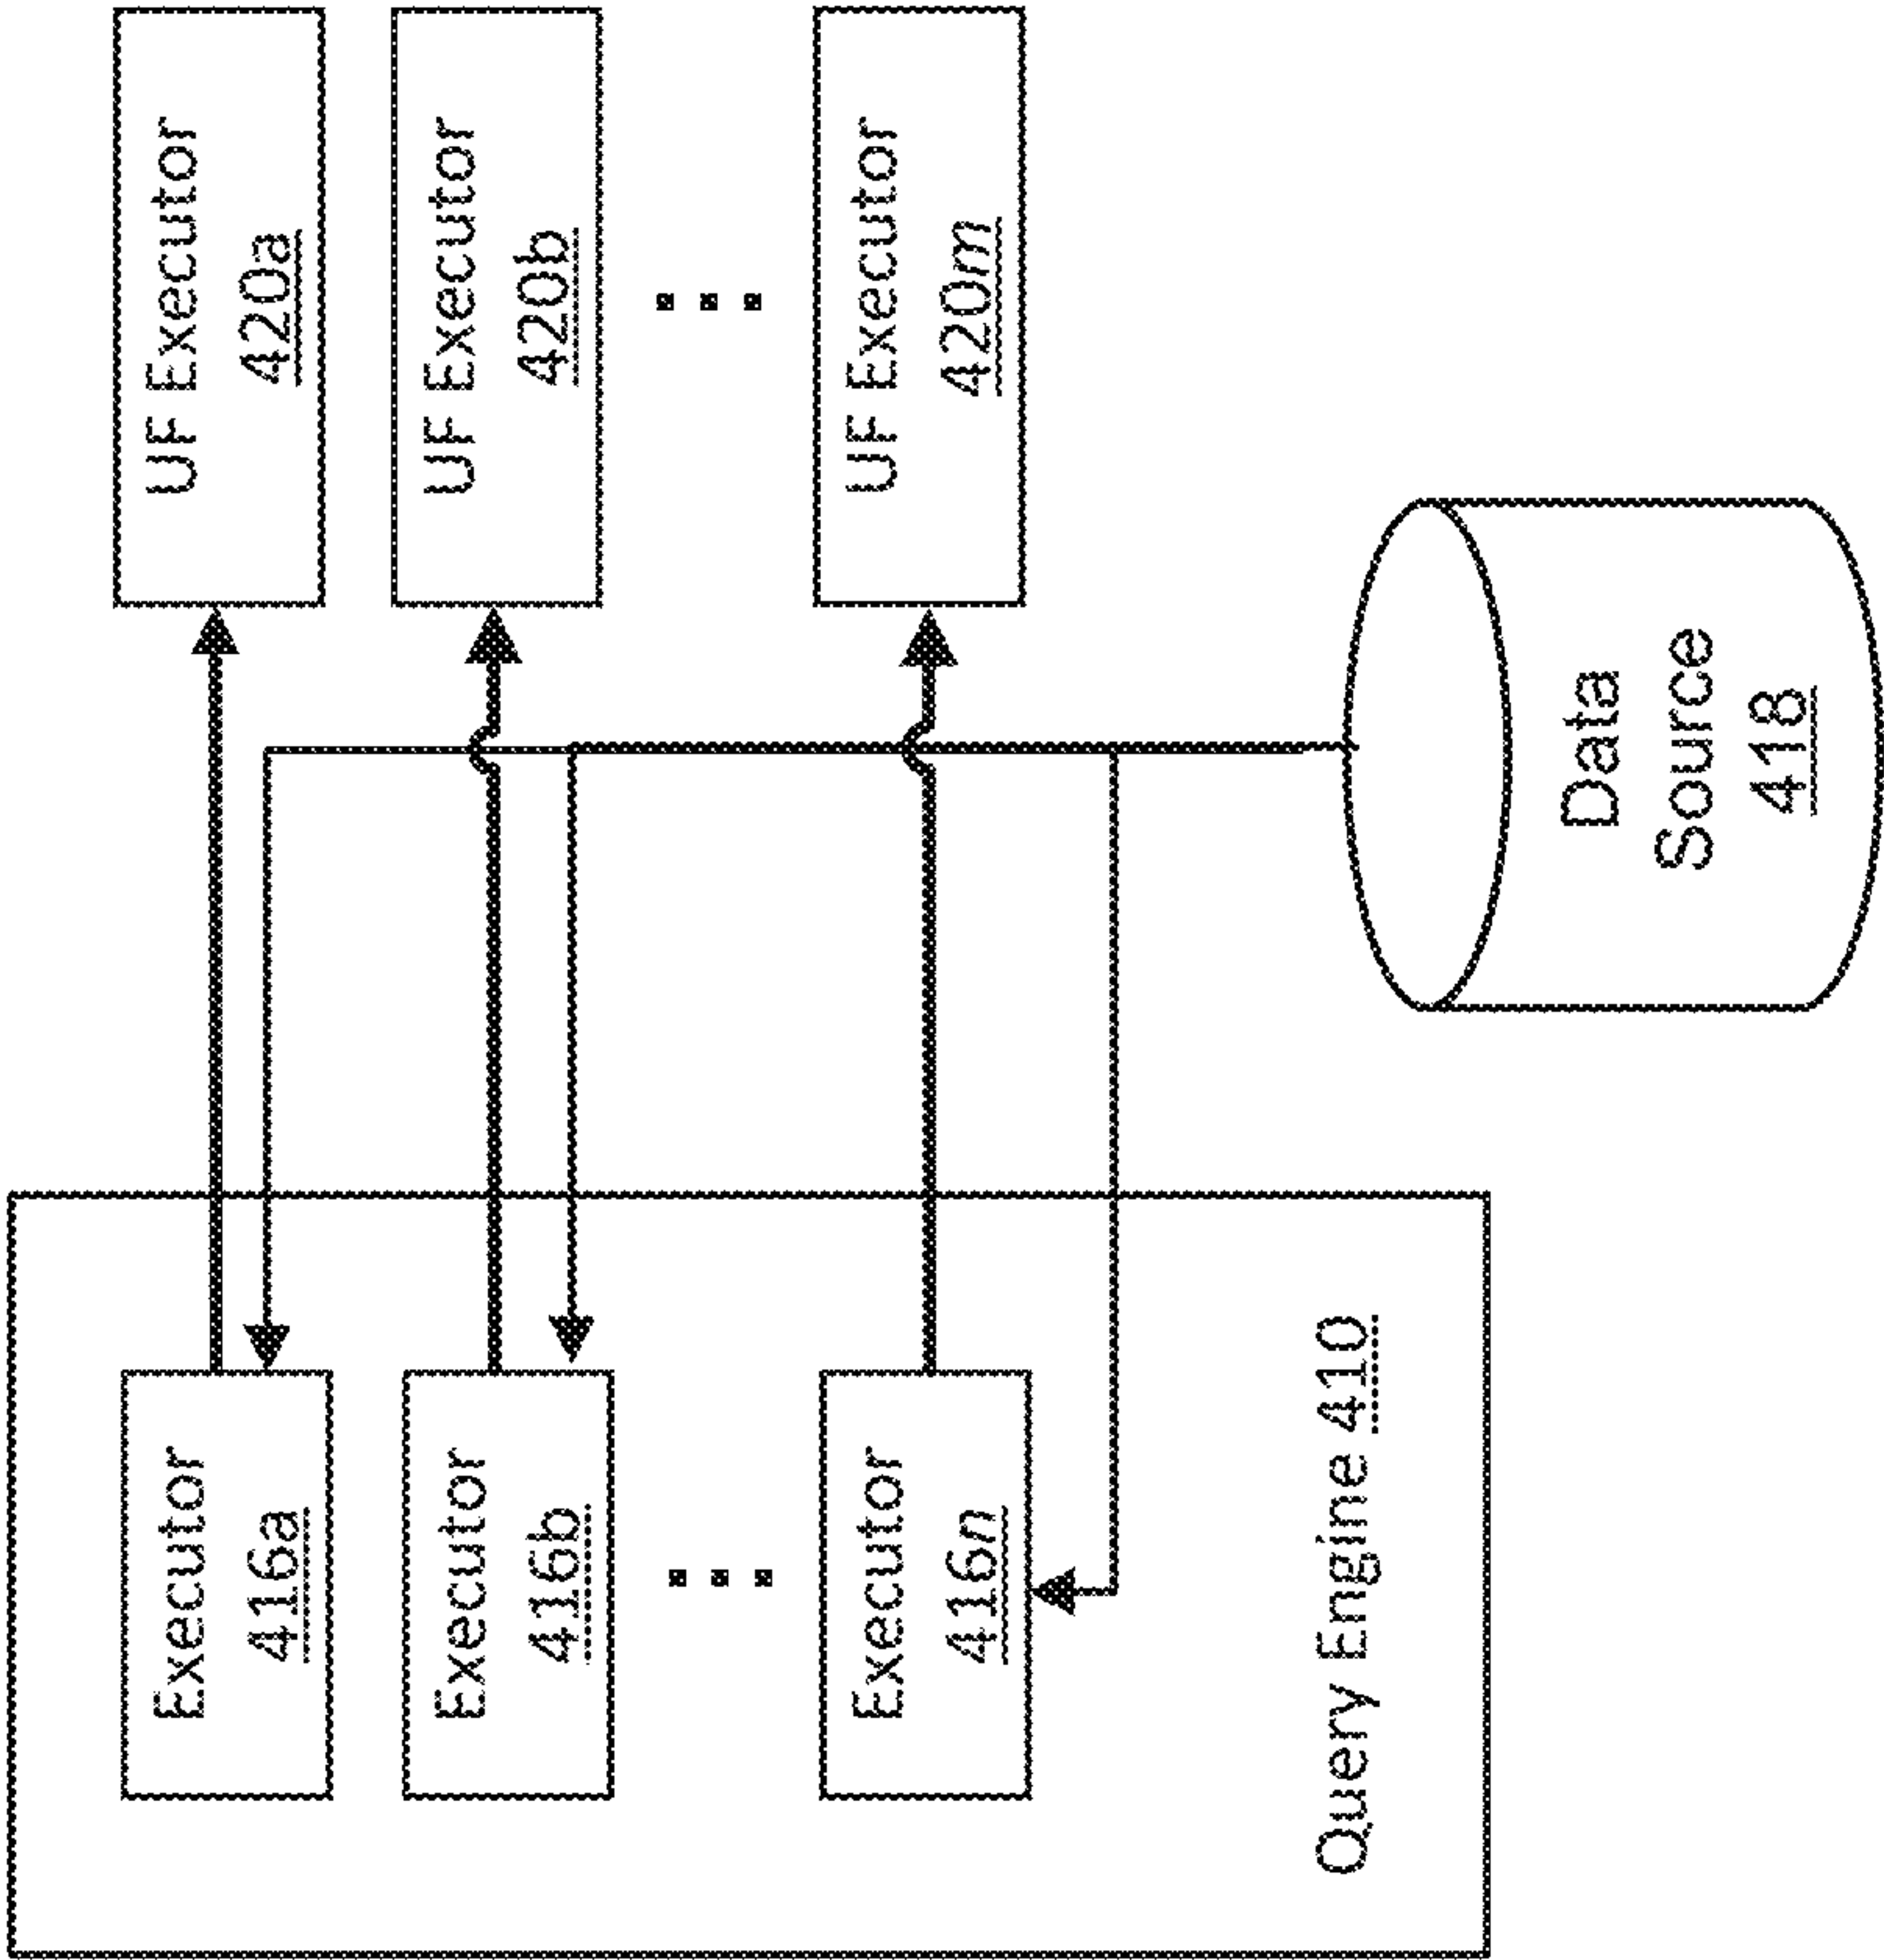 UF Executor
420a
UF Executor
420b
UF Executor
420m
Executor
416a
Executor
416b
Executor
416n
Query Engine 410
Data
Source
418